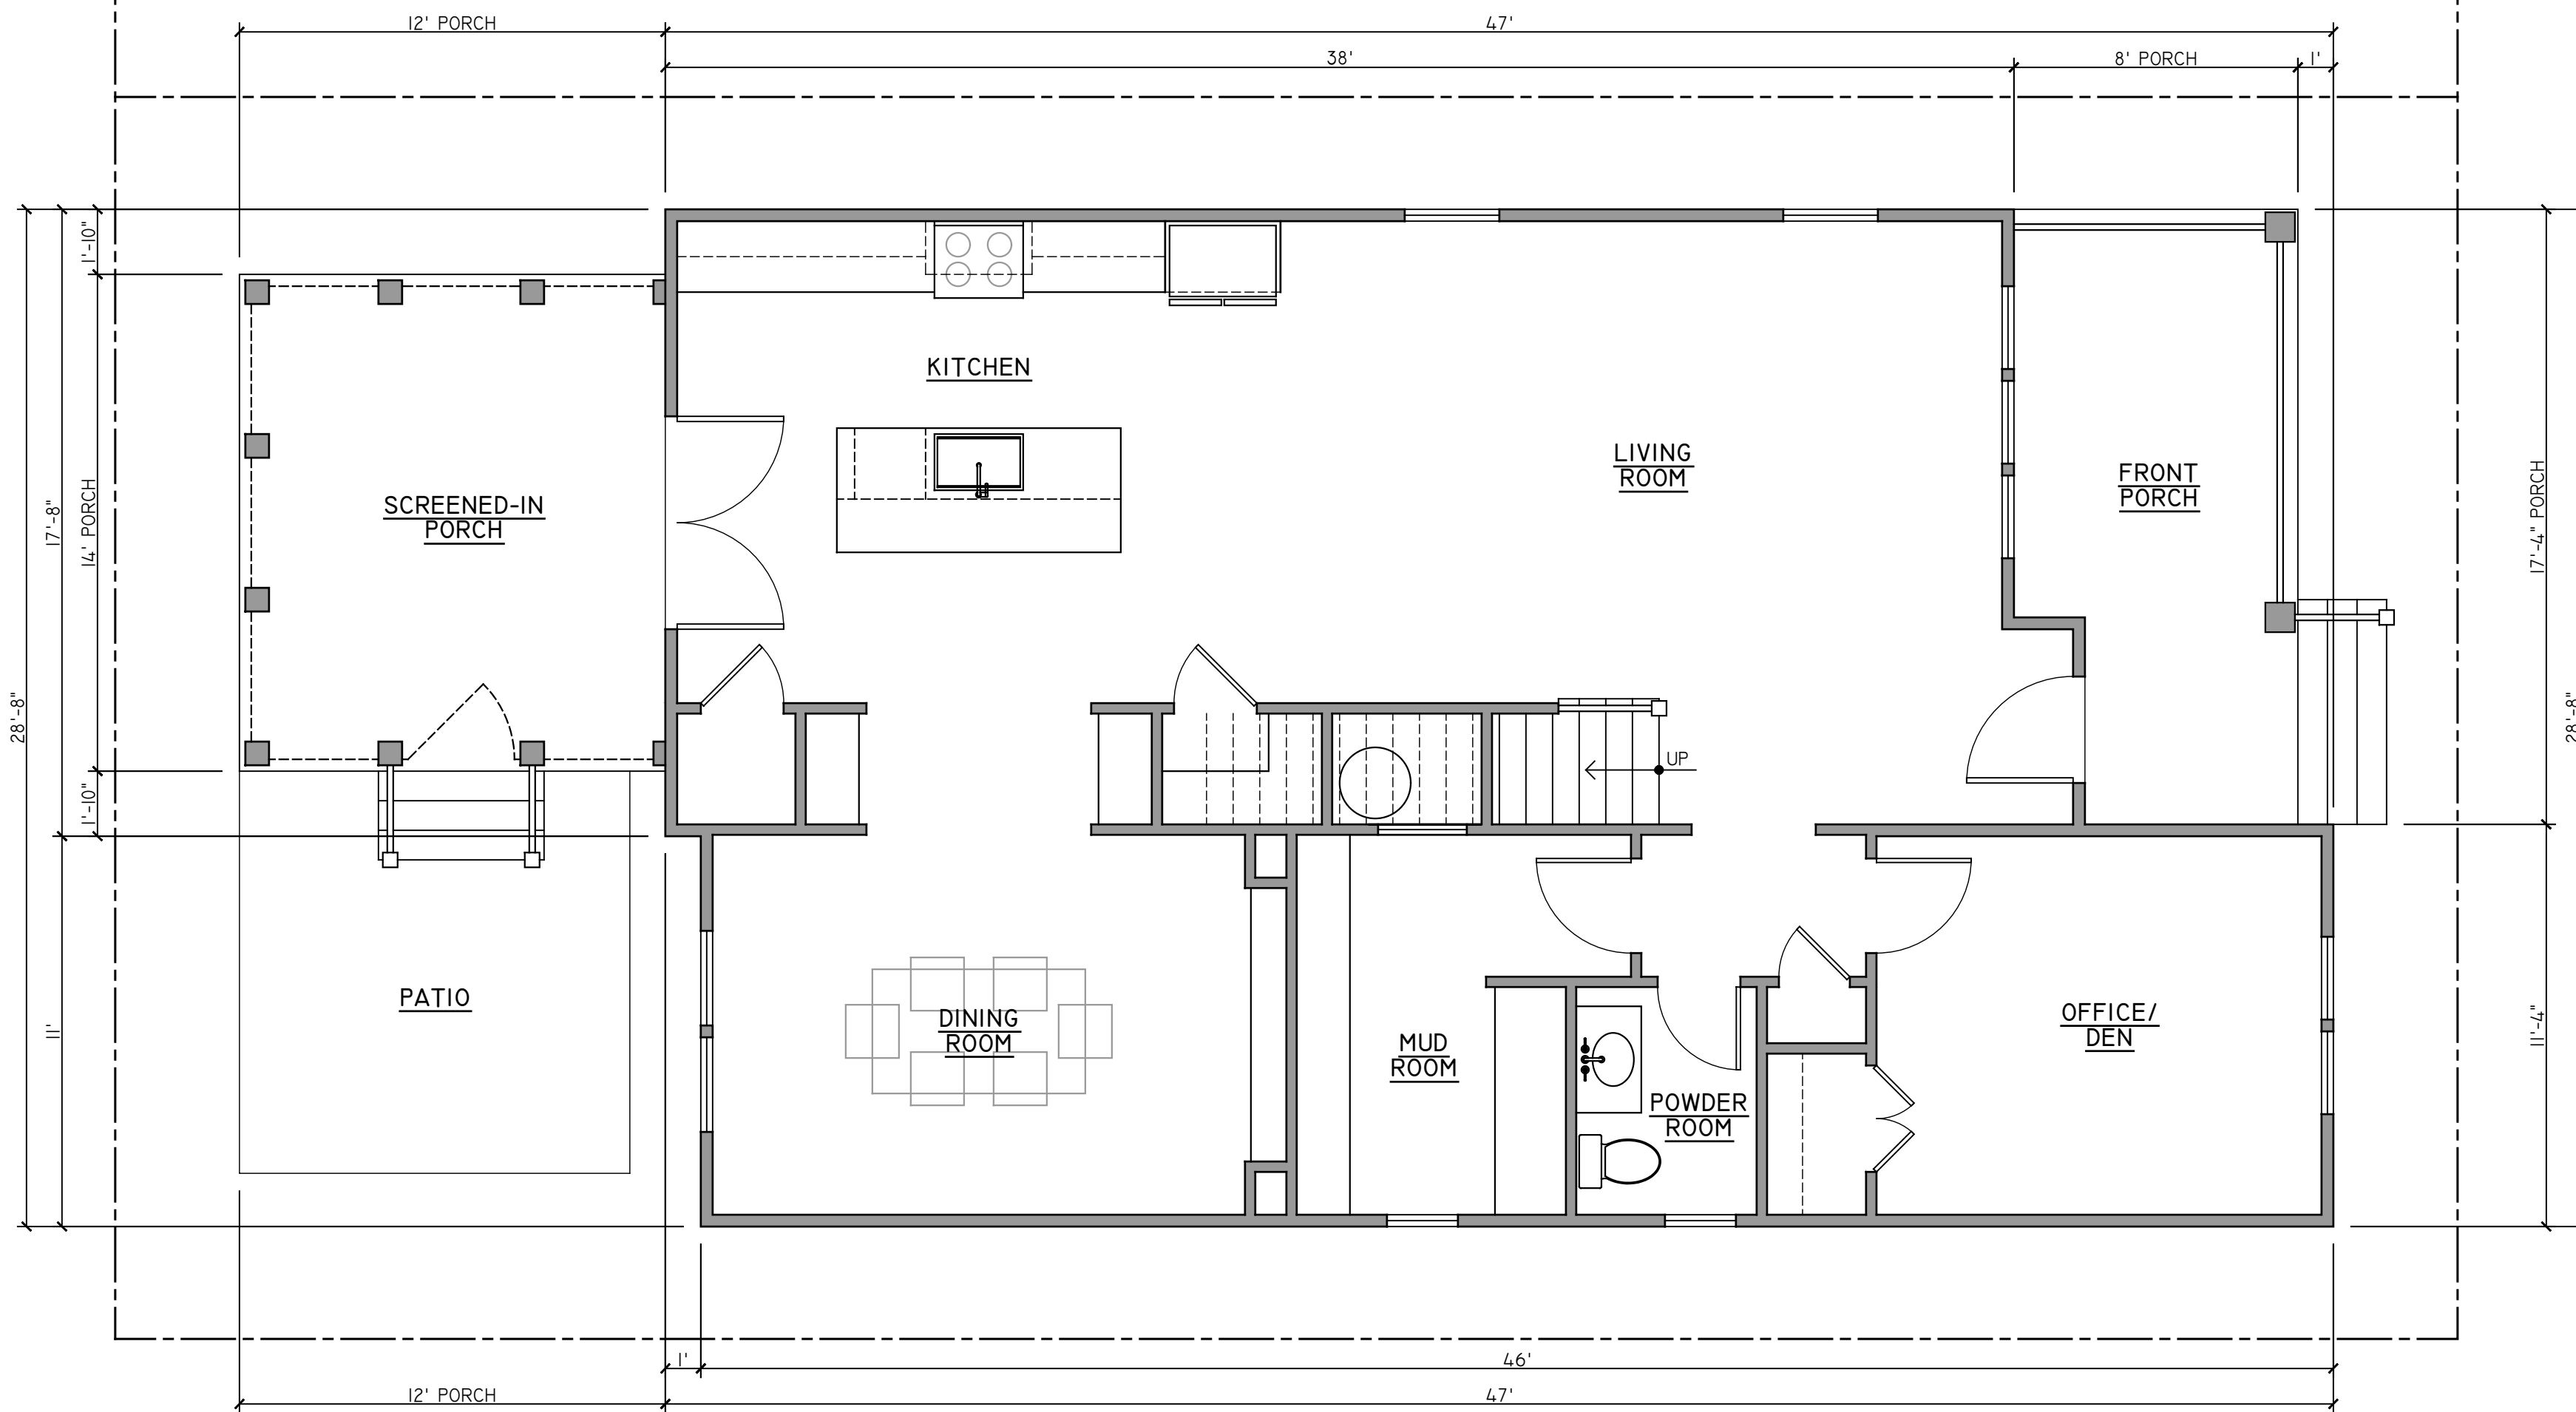 12' PORCH
47'
38'
8' PORCH
1'
1'-10"
KITCHEN
LIVING
ROOM
FRONT
PORCH
SCREENED-IN
PORCH
17'-8"
14' PORCH
17'-4" PORCH
28'-8"
28'-8"
UP
1'-10"
PATIO
DINING
ROOM
MUD
ROOM
POWDER
ROOM
OFFICE/
DEN
11'
11'-4"
1'
46'
12' PORCH
47'